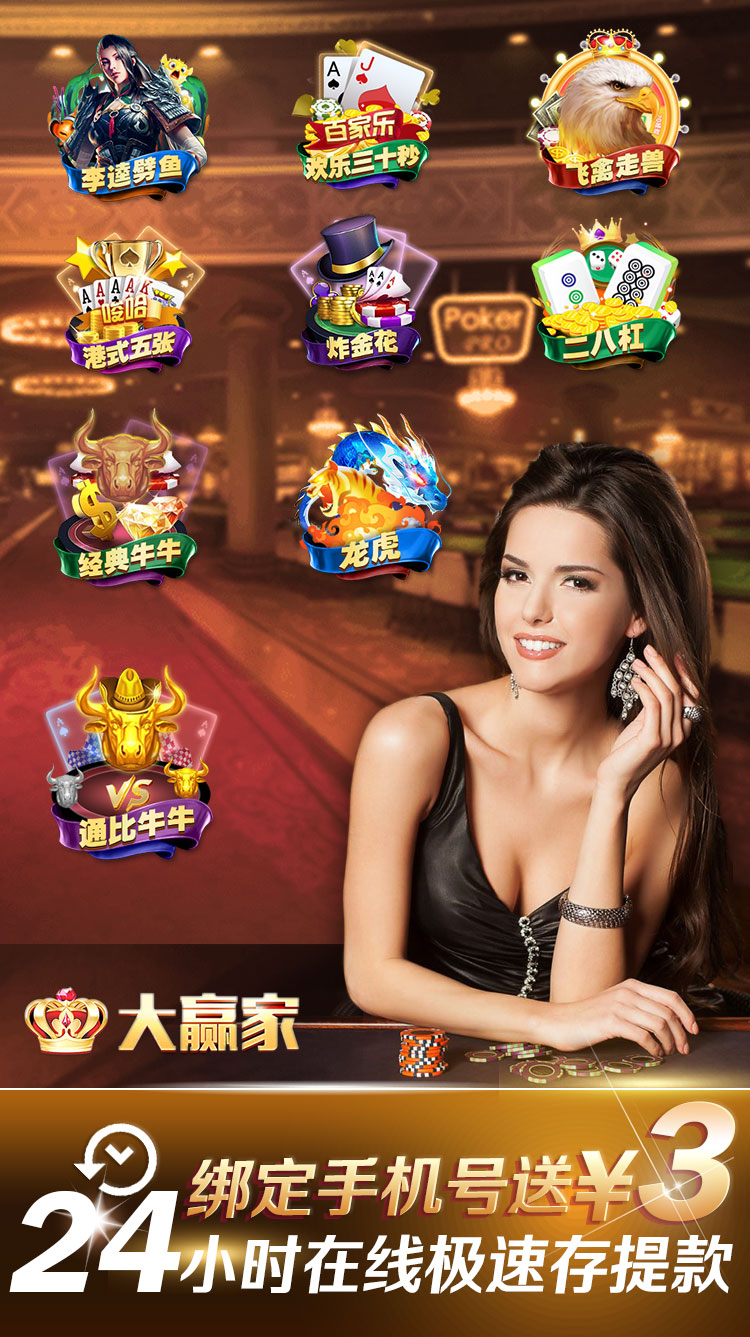 李逵劈鱼
A J
百家乐
欢乐三十秒
飞禽走兽
A A A A K
哈哈
港式五张
A A A
炸金花
Poker
PRO
二八杠
经典牛牛
龙虎
VS
通比牛牛
大赢家
绑定手机号送¥3
24小时在线极速存提款